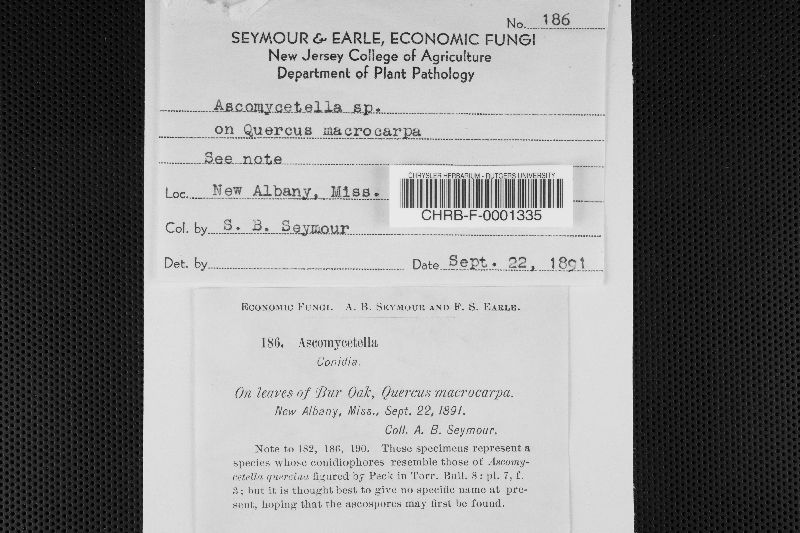 No. 186
SEYMOUR & EARLE, ECONOMIC FUNGI
New Jersey College of Agriculture
Department of Plant Pathology
Ascomycetella sp.
on Quercus macrocarpa
See note
Loc. New Albany, Miss.
CHRYSLER HERBARIUM - RUTGERS UNIVERSITY
CHRB-F-0001335
Col. by S. B. Seymour
Det. by
Date Sept. 22, 1891
ECONOMIC FUNGI. A. B. SEYMOUR AND F. S. EARLE.
186. Ascomycetella
Conidia.
On leaves of Bur Oak, Quercus macrocarpa.
New Albany, Miss., Sept. 22, 1891.
Coll. A. B. Seymour.
Note to 182, 186, 190. These specimens represent a
species whose conidiophores resemble those of Ascomy-
cetella quercina figured by Peck in Torr. Bull. 8: pl. 7, f.
3; but it is thought best to give no specific name at pre-
sent, hoping that the ascospores may first be found.